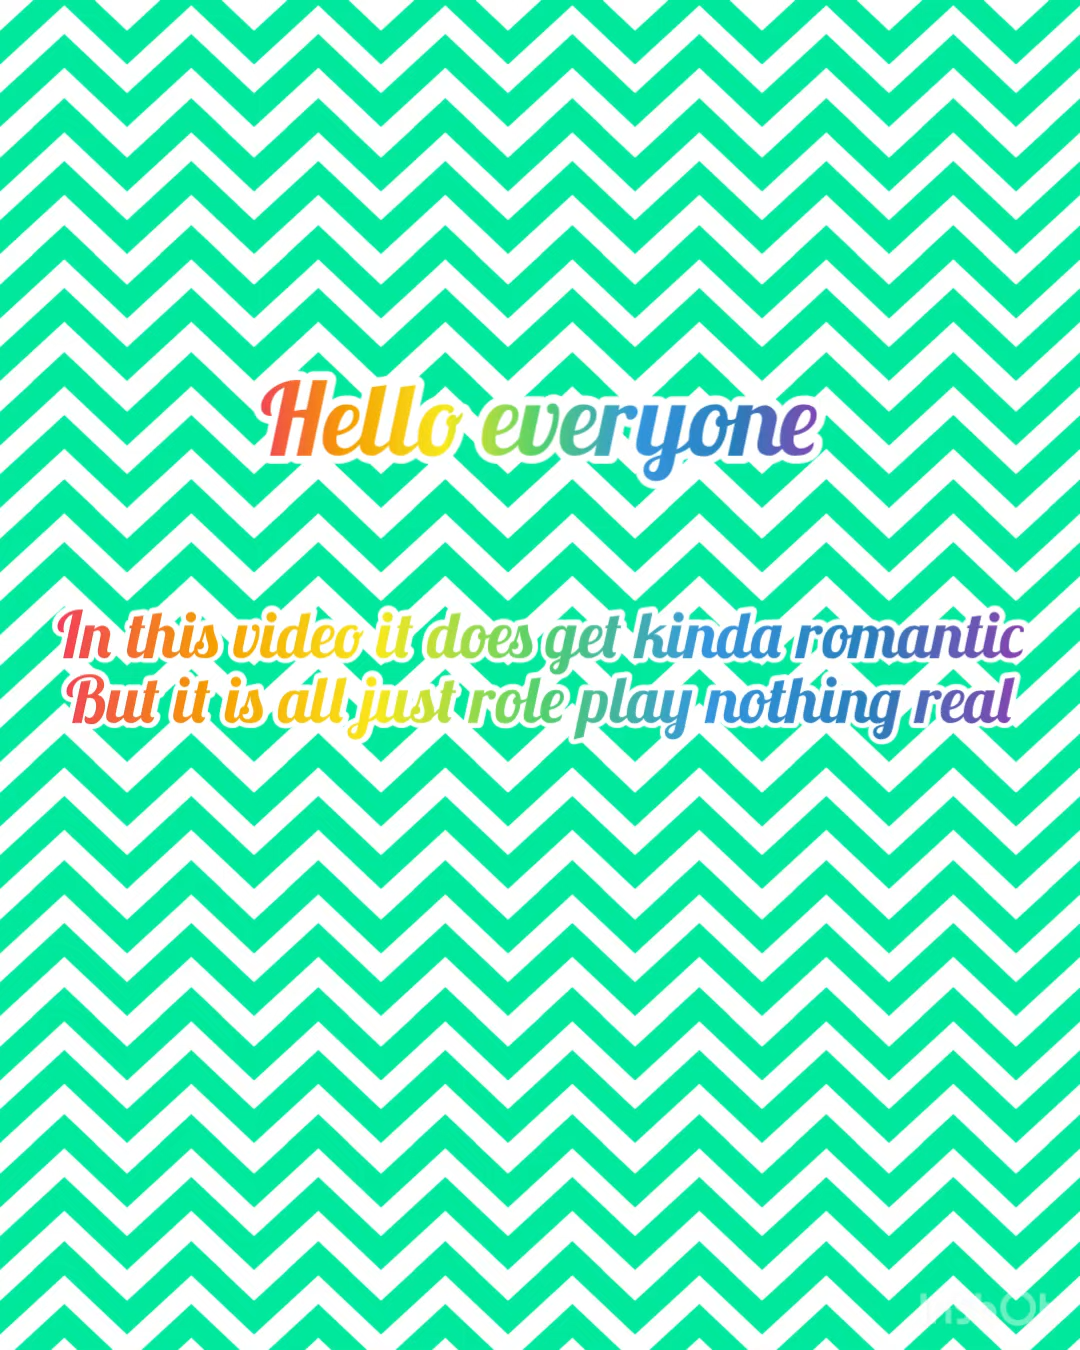 Hello everyone
In this video it does get kinda romantic
But it is all just role play nothing real